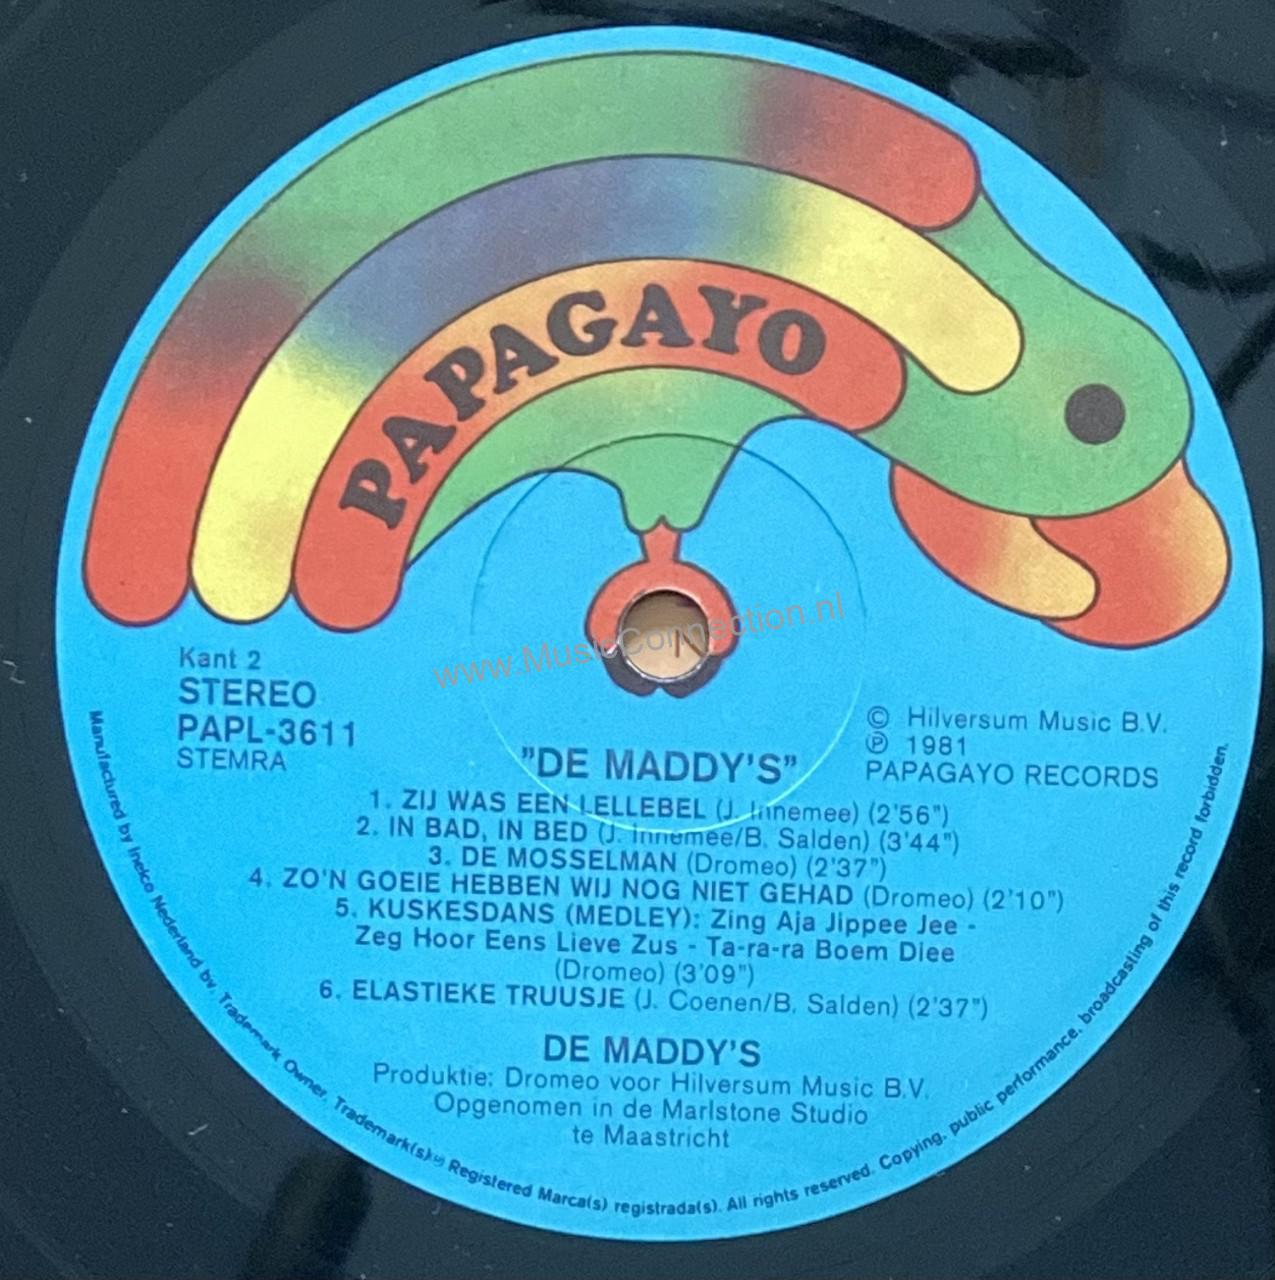 PAPAGAYO
Kant 2
STEREO
PAPL-3611
STEMRA
© Hilversum Music B.V.
℗ 1981
PAPAGAYO RECORDS
"DE MADDY'S"
1. ZIJ WAS EEN LELLEBEL (J. Innemee) (2'56")
2. IN BAD, IN BED (J. Innemee/B. Salden) (3'44")
3. DE MOSSELMAN (Dromeo) (2'37")
4. ZO'N GOEIE HEBBEN WIJ NOG NIET GEHAD (Dromeo) (2'10")
5. KUSKESDANS (MEDLEY): Zing Aja Jippee Jee -
Zeg Hoor Eens Lieve Zus - Ta-ra-ra Boem Diee
(Dromeo) (3'09")
6. ELASTIEKE TRUUSJE (J. Coenen/B. Salden) (2'37")
DE MADDY'S
Produktie: Dromeo voor Hilversum Music B.V.
Opgenomen in de Marlstone Studio
te Maastricht
Manufactured by Inelco Nederland bv. Trademark Owner. Trademark(s) Registered Marca(s) registrada(s). All rights reserved. Copying, public performance, broadcasting of this record forbidden.
www.MusicConnection.nl